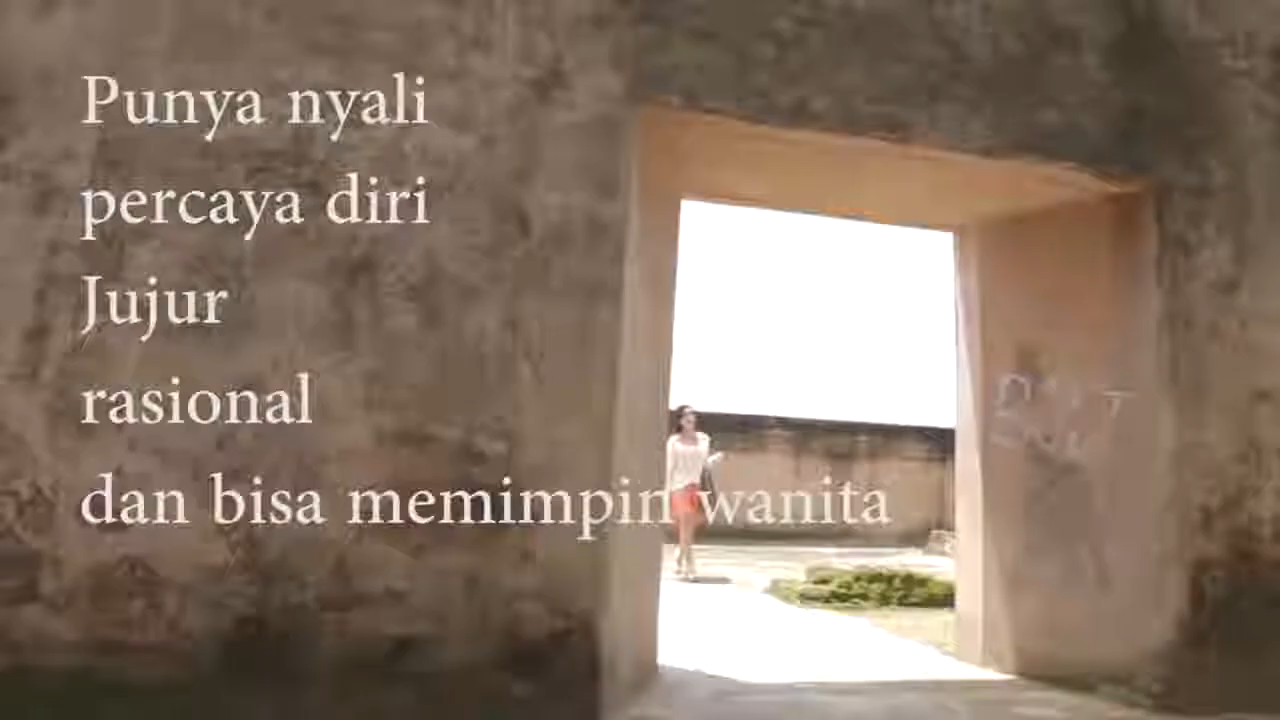 Punya nyali
percaya diri
Jujur
rasional
dan bisa memimpin wanita